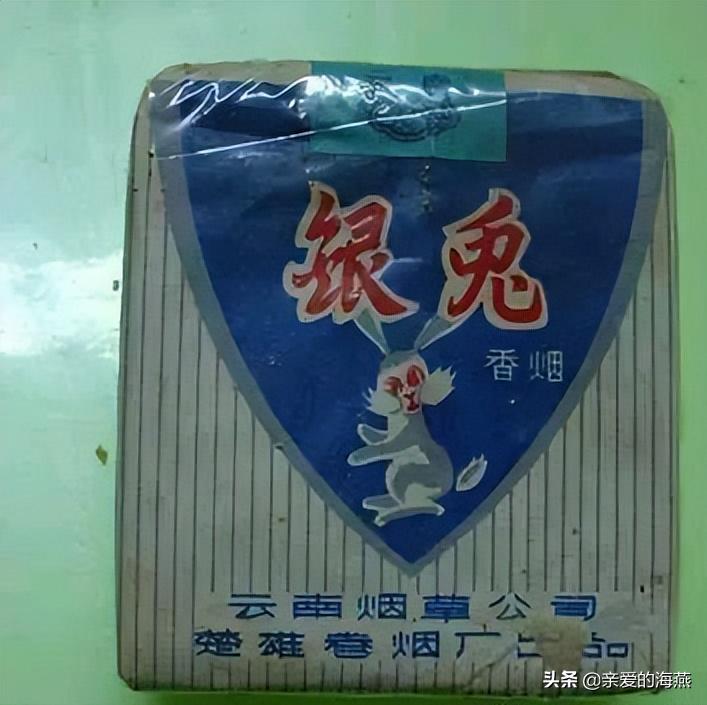 银兔
香烟
云南烟草公司
楚雄卷烟厂出品
头条 @亲爱的海燕